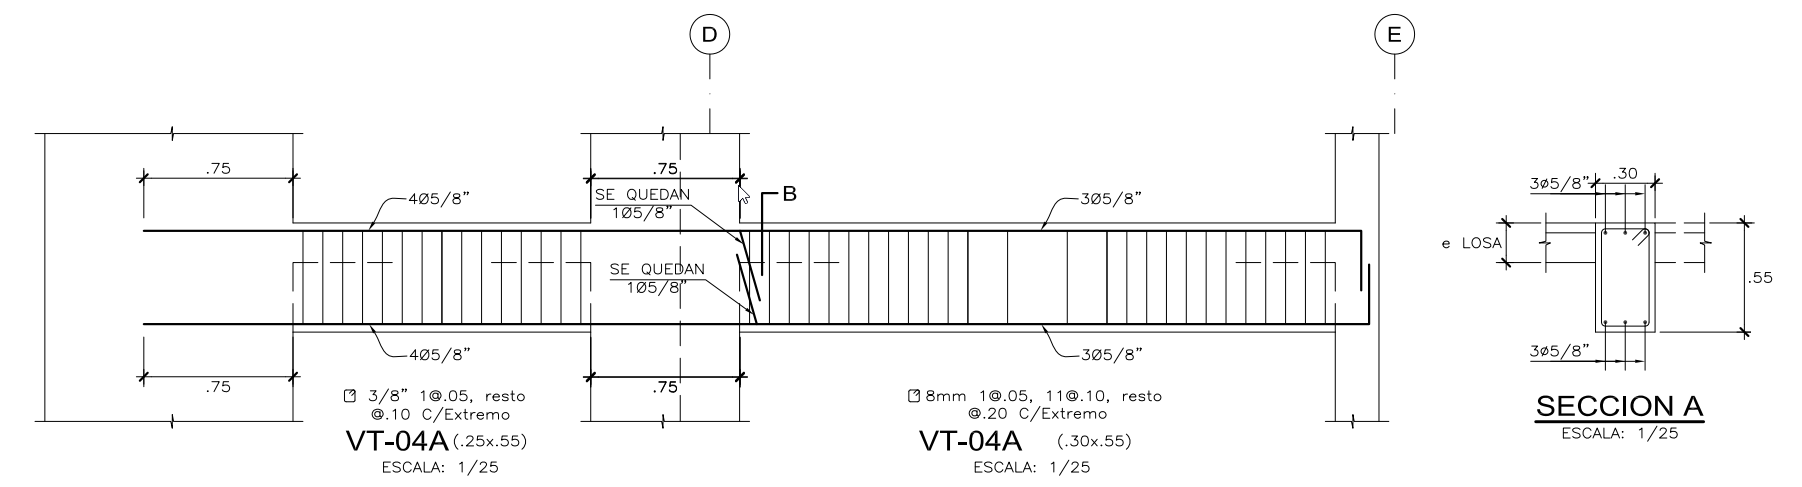 D
E
.75
.75
SE QUEDAN
1Ø5/8"
B
4Ø5/8"
3Ø5/8"
SE QUEDAN
1Ø5/8"
4Ø5/8"
3Ø5/8"
.75
.75
3/8" 1@.05, resto
@.10 C/Extremo
VT-04A (.25x.55)
ESCALA: 1/25
8mm 1@.05, 11@.10, resto
@.20 C/Extremo
VT-04A (.30x.55)
ESCALA: 1/25
.30
3ø5/8"
e LOSA
.55
3ø5/8"
SECCION A
ESCALA: 1/25